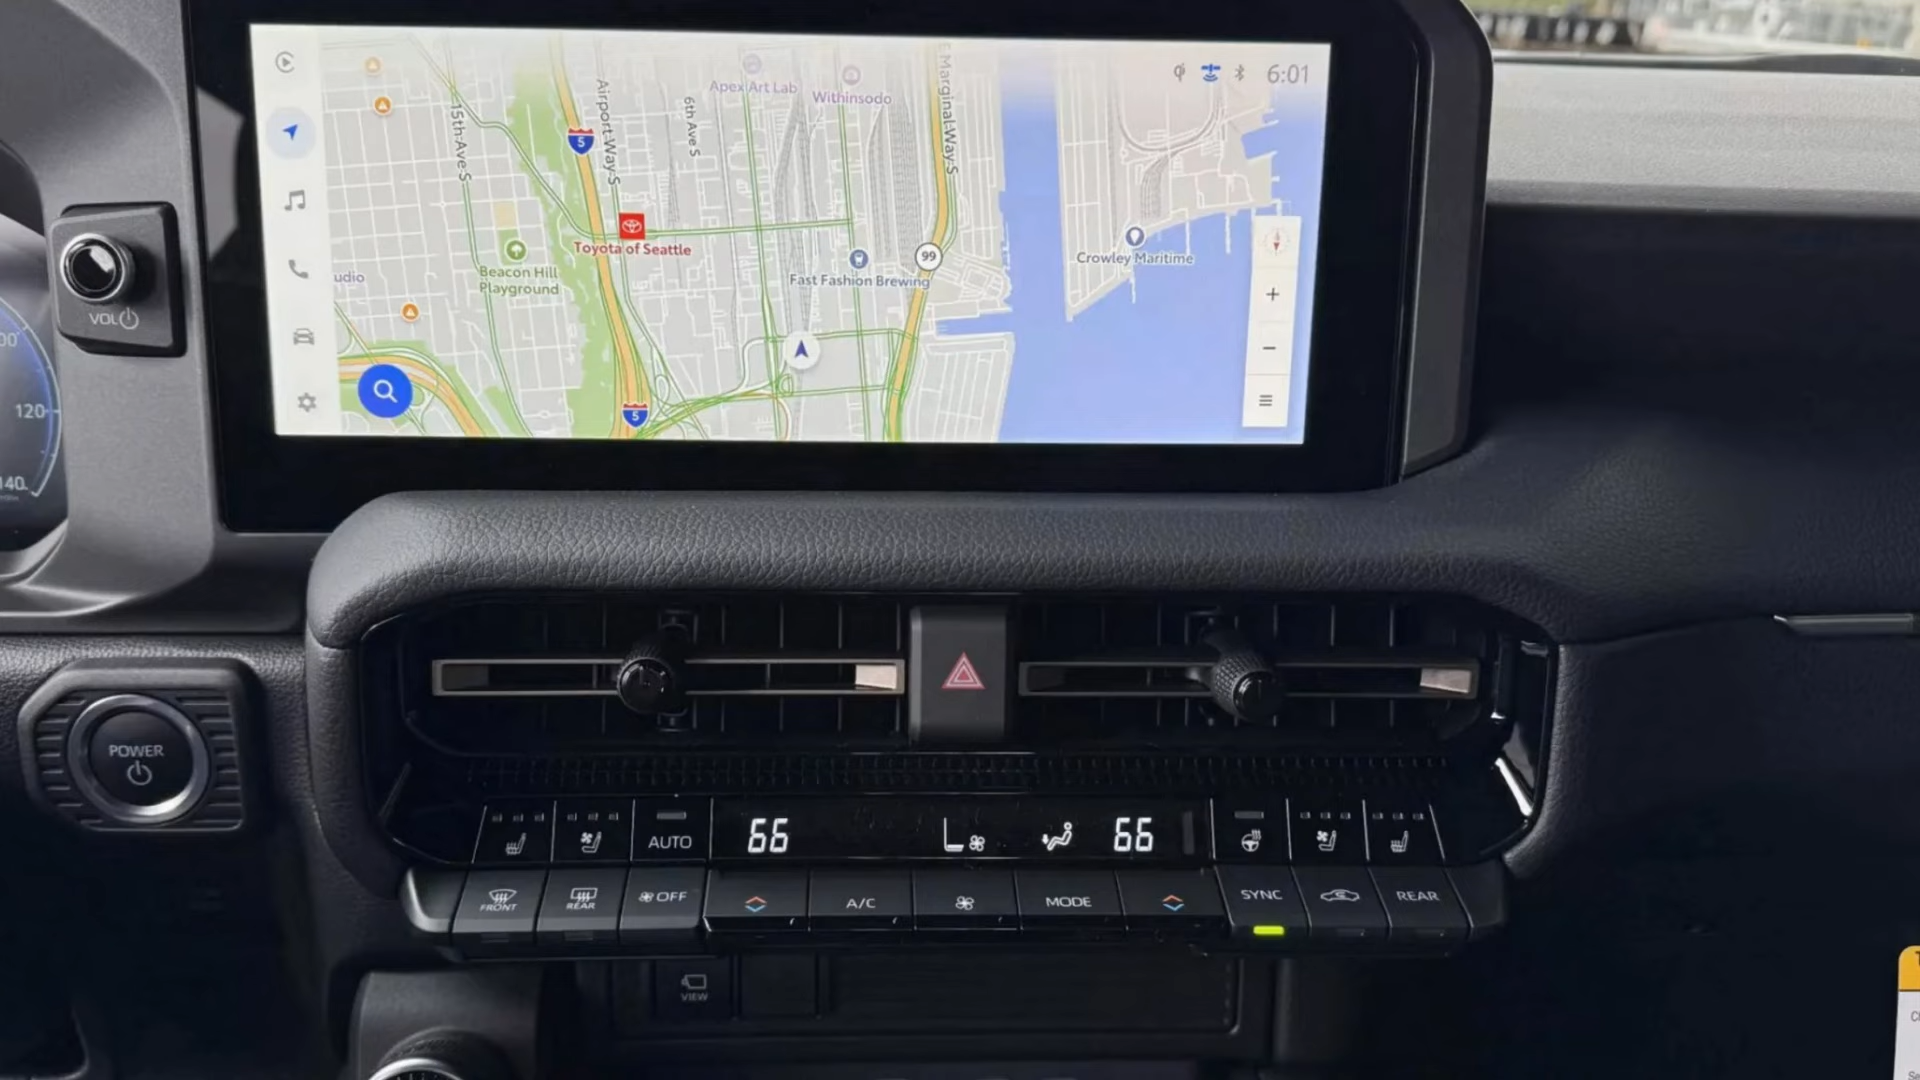 6:01
E Marginal Way S
Apex Art Lab
Withinsodo
Airport Way S
6th Ave S
15th Ave S
5
Toyota of Seattle
Crowley Maritime
99
Beacon Hill
Playground
Fast Fashion Brewing
udio
+
−
5
VOL
120
140
POWER
AUTO
66
66
FRONT
REAR
OFF
A/C
MODE
SYNC
REAR
VIEW